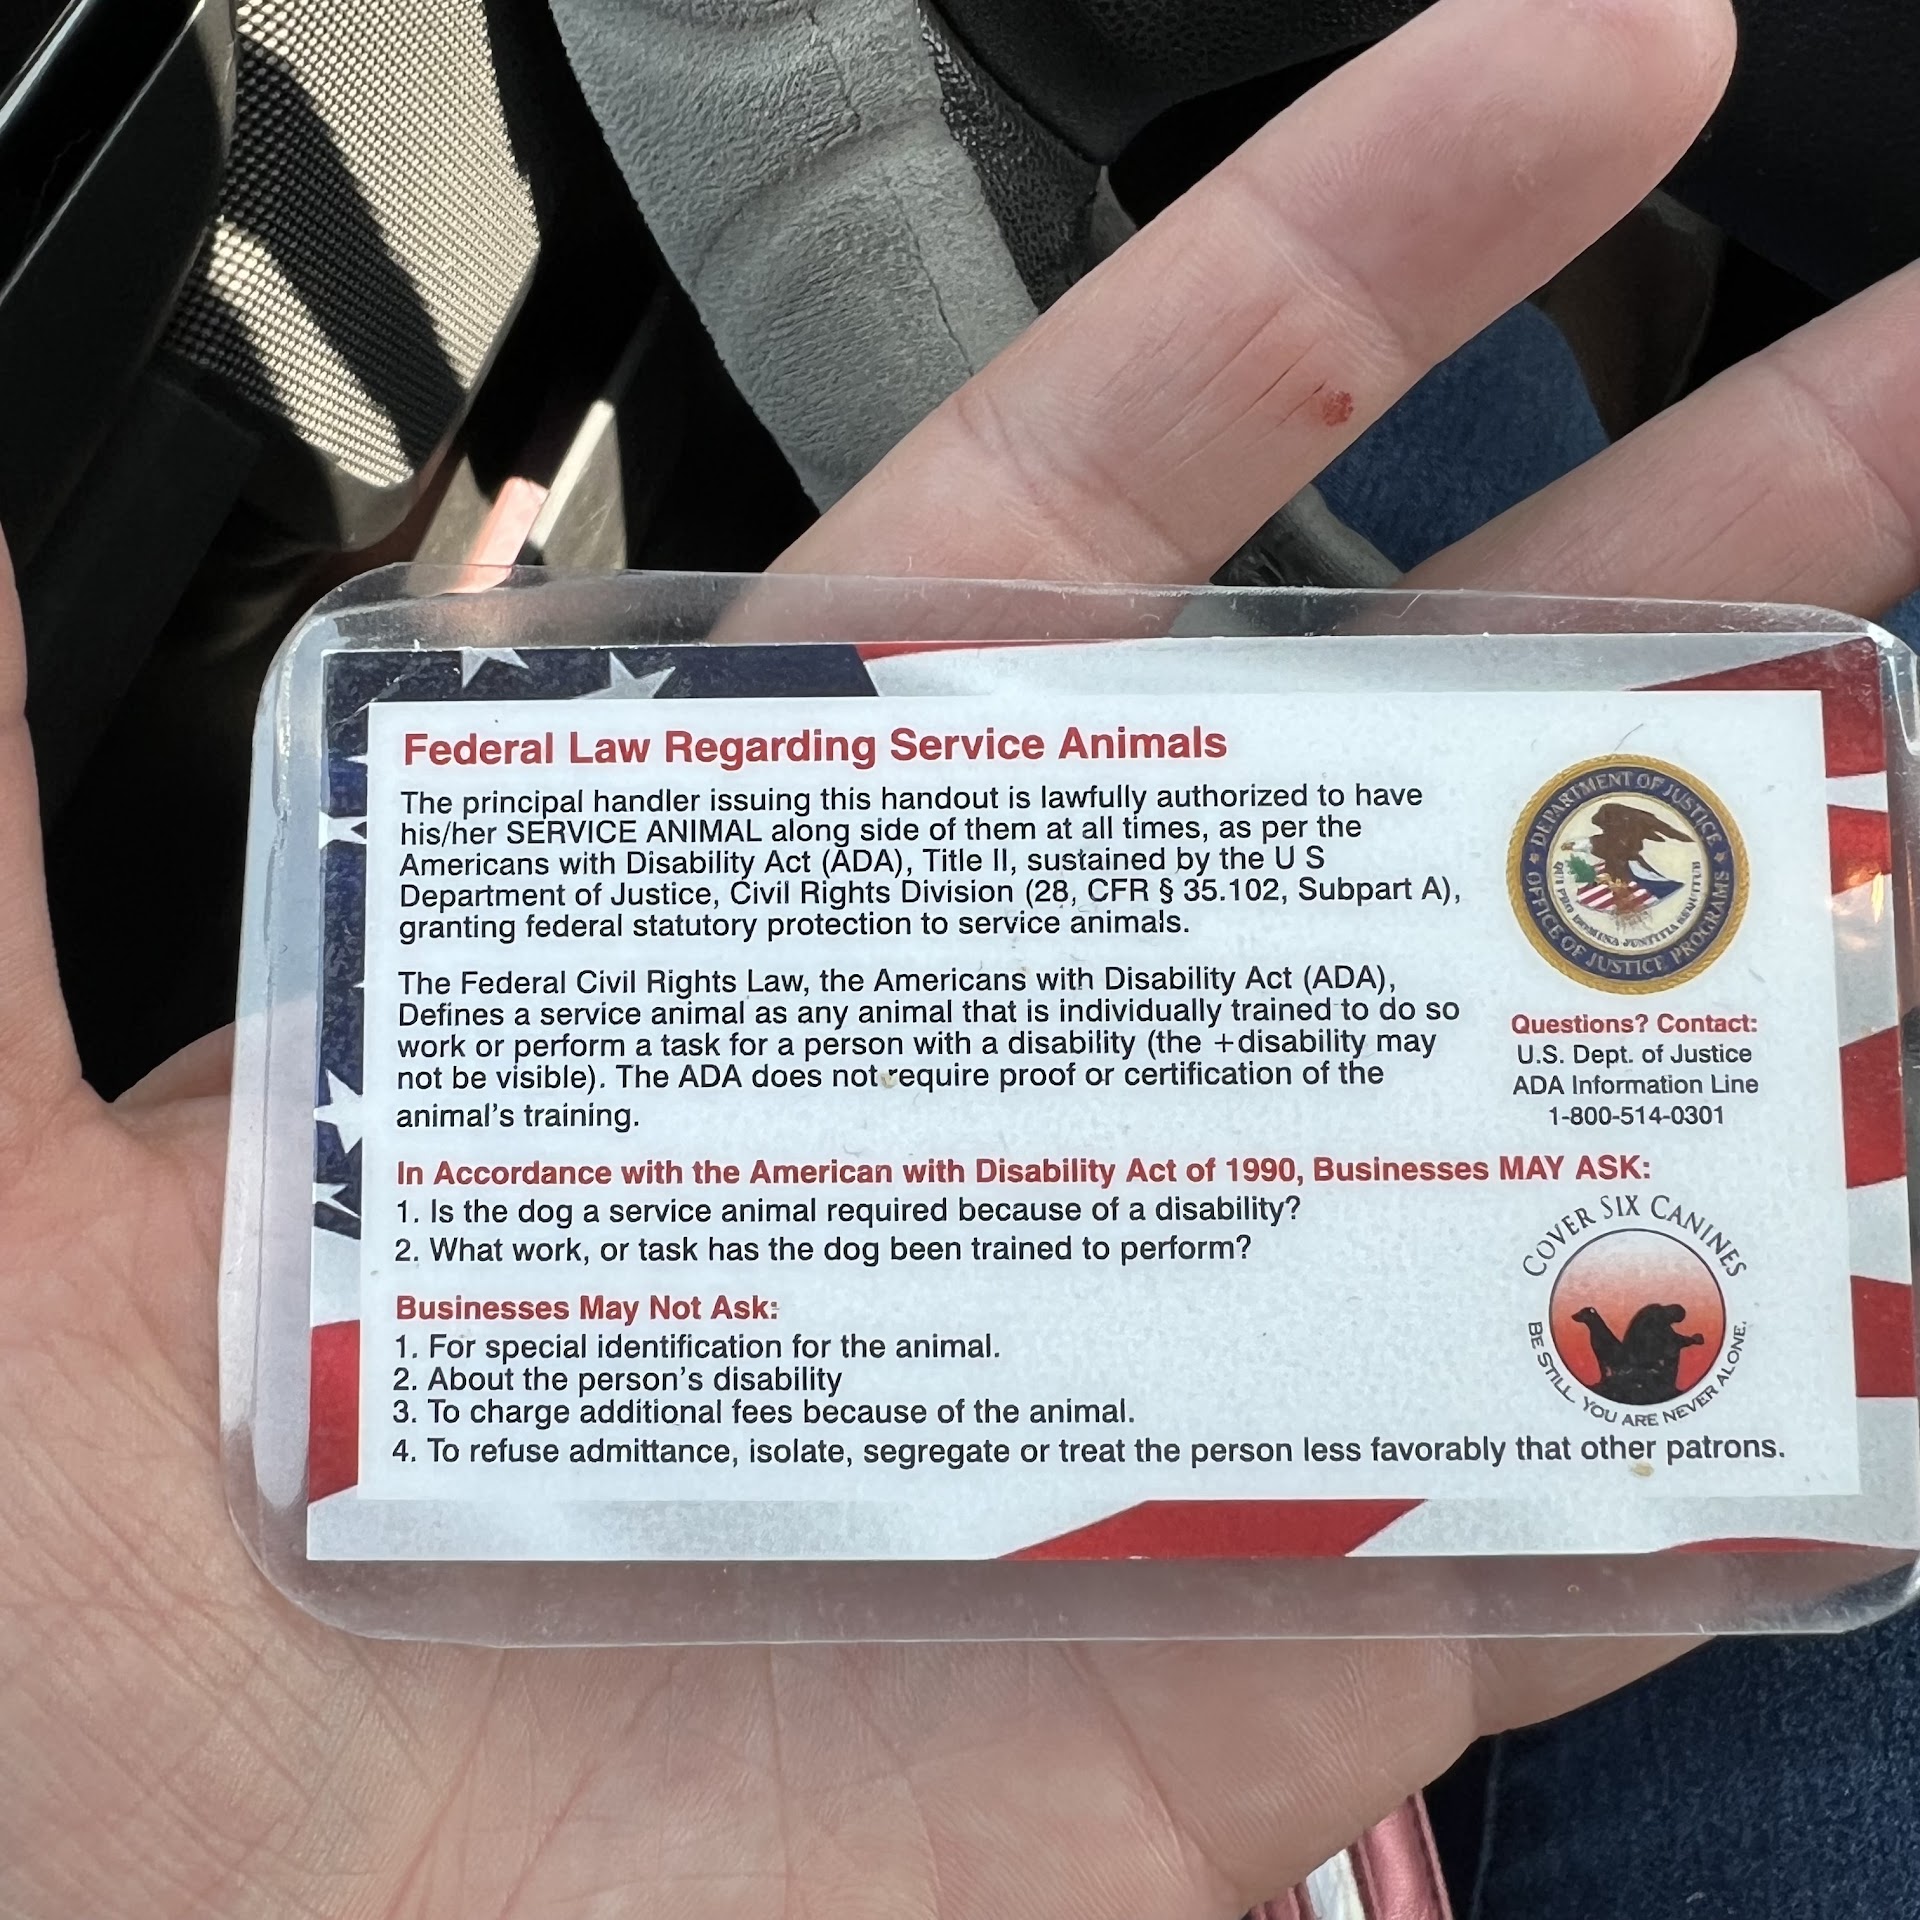 Federal Law Regarding Service Animals
The principal handler issuing this handout is lawfully authorized to have
his/her SERVICE ANIMAL along side of them at all times, as per the
Americans with Disability Act (ADA), Title II, sustained by the U S
Department of Justice, Civil Rights Division (28, CFR § 35.102, Subpart A),
granting federal statutory protection to service animals.
The Federal Civil Rights Law, the Americans with Disability Act (ADA),
Defines a service animal as any animal that is individually trained to do so
work or perform a task for a person with a disability (the +disability may
not be visible). The ADA does not require proof or certification of the
animal's training.
DEPARTMENT OF JUSTICE
OFFICE OF JUSTICE PROGRAMS
QUI PRO DOMINA JUSTITIA SEQUITUR
Questions? Contact:
U.S. Dept. of Justice
ADA Information Line
1-800-514-0301
In Accordance with the American with Disability Act of 1990, Businesses MAY ASK:
1. Is the dog a service animal required because of a disability?
2. What work, or task has the dog been trained to perform?
Businesses May Not Ask:
1. For special identification for the animal.
2. About the person's disability
3. To charge additional fees because of the animal.
4. To refuse admittance, isolate, segregate or treat the person less favorably that other patrons.
COVER SIX CANINES
BE STILL. YOU ARE NEVER ALONE.